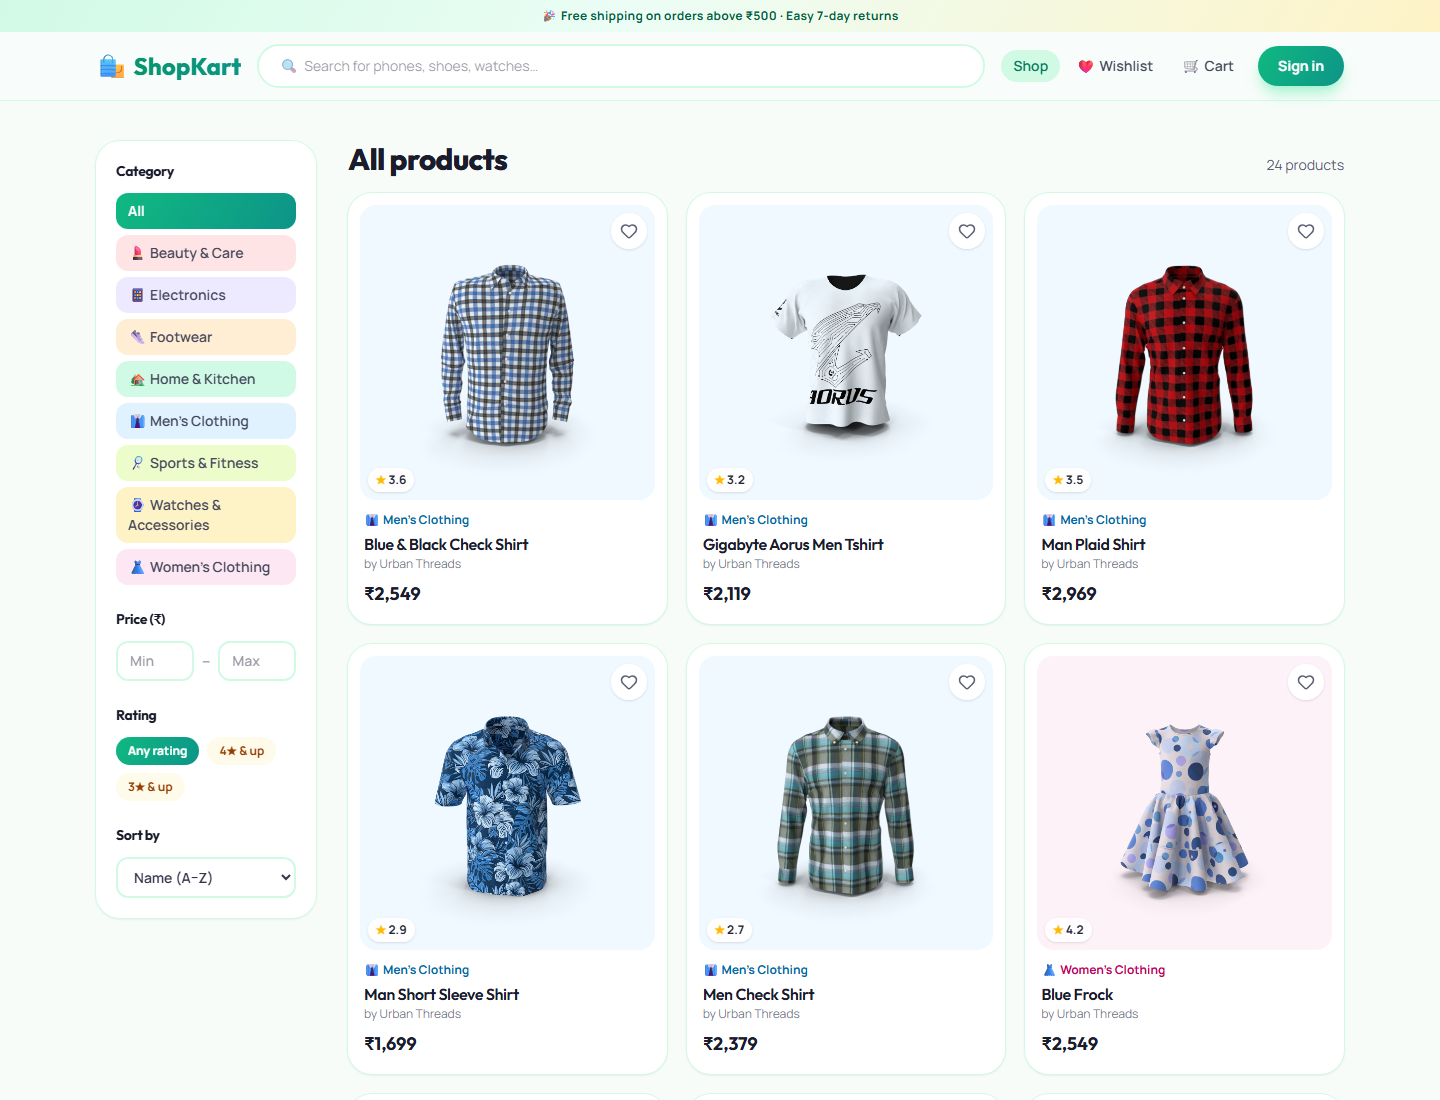 🎉 Free shipping on orders above ₹500 · Easy 7-day returns
🛍️ ShopKart
🔍 Search for phones, shoes, watches...
Shop
❤️ Wishlist
🛒 Cart
Sign in
Category
All
💄 Beauty & Care
Electronics
Footwear
🏠 Home & Kitchen
👔 Men's Clothing
Sports & Fitness
⌚ Watches &
Accessories
👗 Women's Clothing
Price (₹)
Min – Max
Rating
Any rating
4★ & up
3★ & up
Sort by
Name (A–Z)
All products
24 products
AORUS
★ 3.6
★ 3.2
★ 3.5
Men's Clothing
Blue & Black Check Shirt
by Urban Threads
₹2,549
Men's Clothing
Gigabyte Aorus Men Tshirt
by Urban Threads
₹2,119
Men's Clothing
Man Plaid Shirt
by Urban Threads
₹2,969
★ 2.9
★ 2.7
★ 4.2
Men's Clothing
Man Short Sleeve Shirt
by Urban Threads
₹1,699
Men's Clothing
Men Check Shirt
by Urban Threads
₹2,379
Women's Clothing
Blue Frock
by Urban Threads
₹2,549